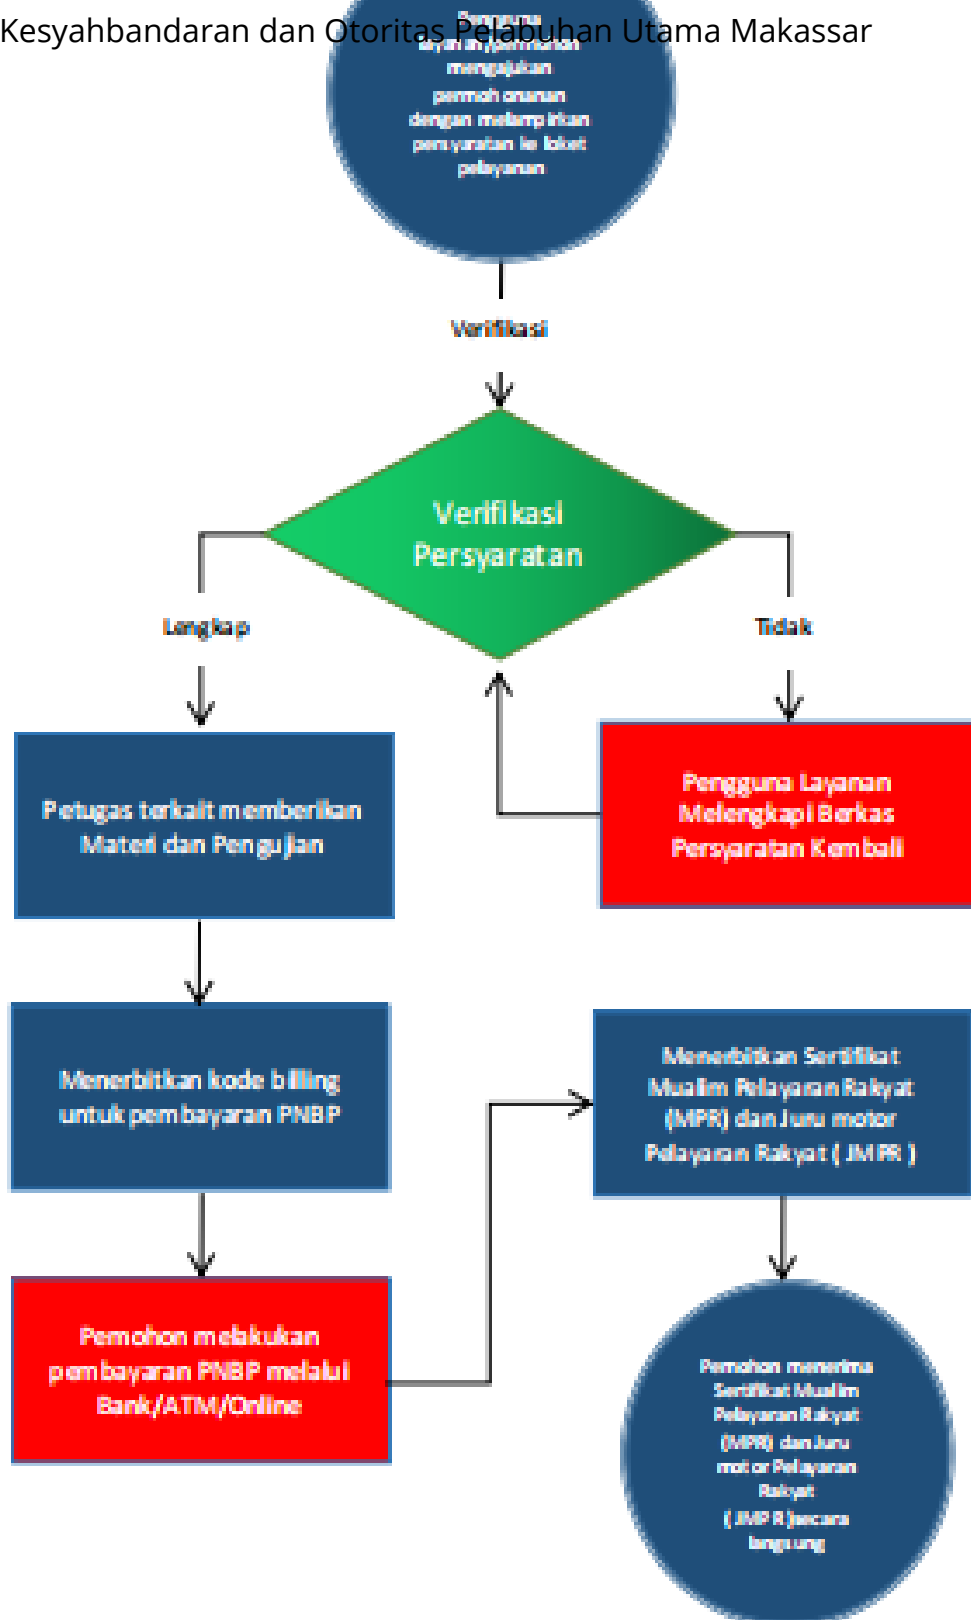 Kesyahbandaran dan Otoritas Pelabuhan Utama Makassar
Pengguna
mengajukan
permohonanan
dengan melampirkan
persyaratan ke loket
pelayanan
Verifikasi
Verifikasi
Persyaratan
Lengkap
Tidak
Petugas terkait memberikan
Materi dan Pengujian
Pengguna Layanan
Melengkapi Berkas
Persyaratan Kembali
Menerbitkan kode billing
untuk pembayaran PNBP
Menerbitkan Sertifikat
Mualim Pelayaran Rakyat
(MPR) dan Juru motor
Pelayaran Rakyat ( JMPR )
Pemohon melakukan
pembayaran PNBP melalui
Bank/ATM/Online
Pemohon menerima
Sertifikat Mualim
Pelayaran Rakyat
(MPR) dan Juru
motor Pelayaran
Rakyat
( JMPR )secara
langsung